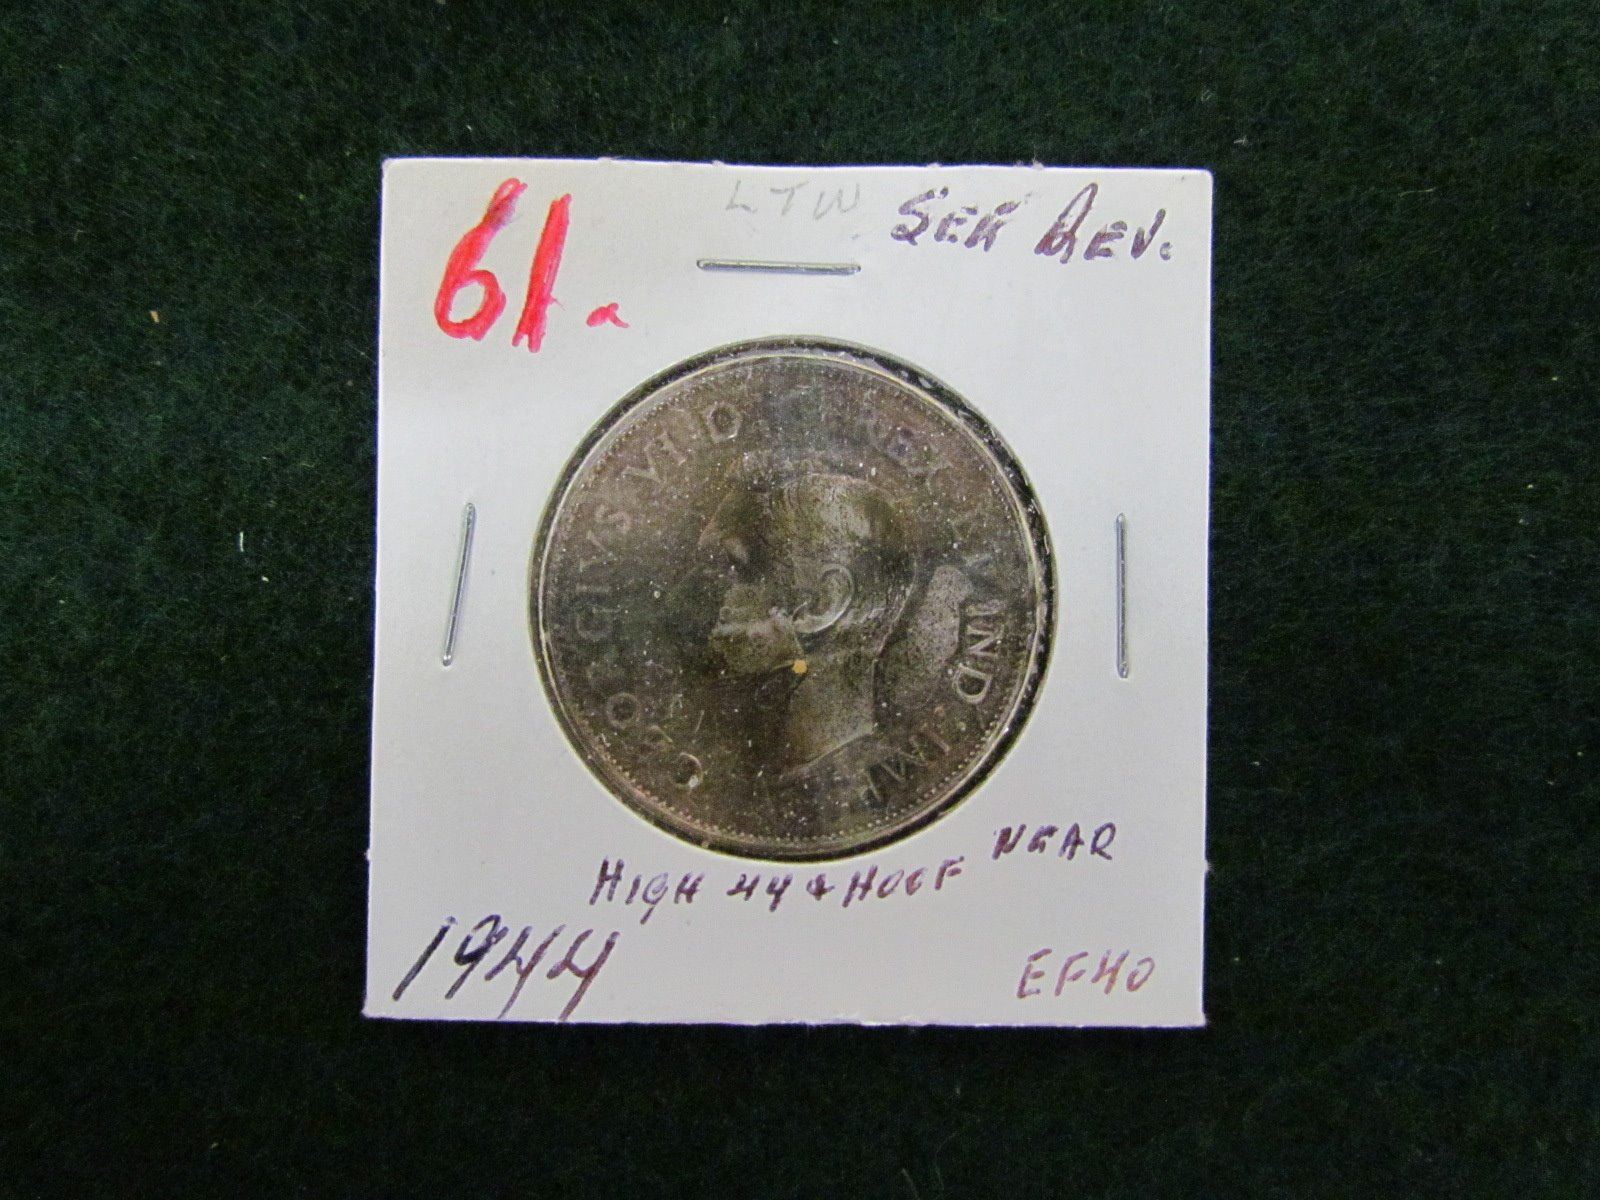 LTW
SEE REV.
61.a
GEORGIVS VI D. G. REX ET IND: IMP:
HIGH 44 & HOOF NEAR
1944
EF40